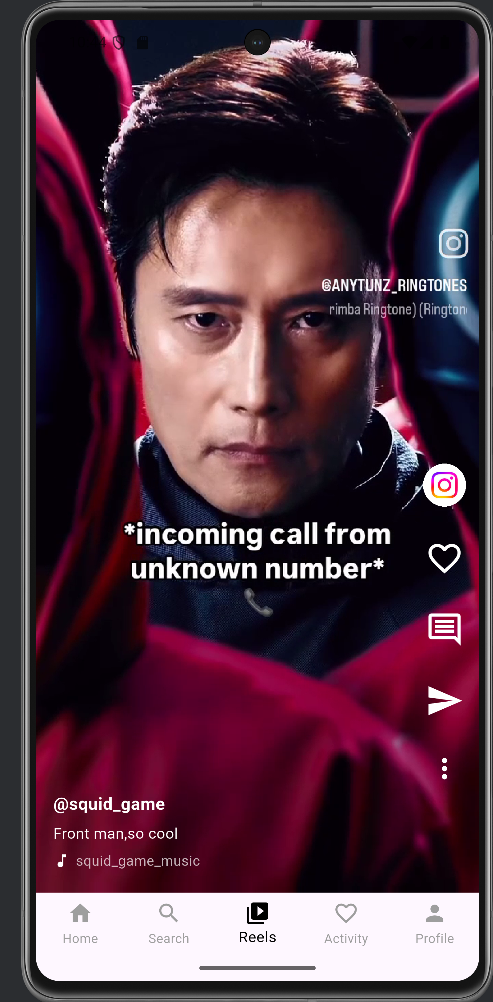 @ANYTUNZ_RINGTONES
rimba Ringtone) (Rington
*incoming call from
unknown number*
@squid_game
Front man,so cool
squid_game_music
Home
Search
Reels
Activity
Profile